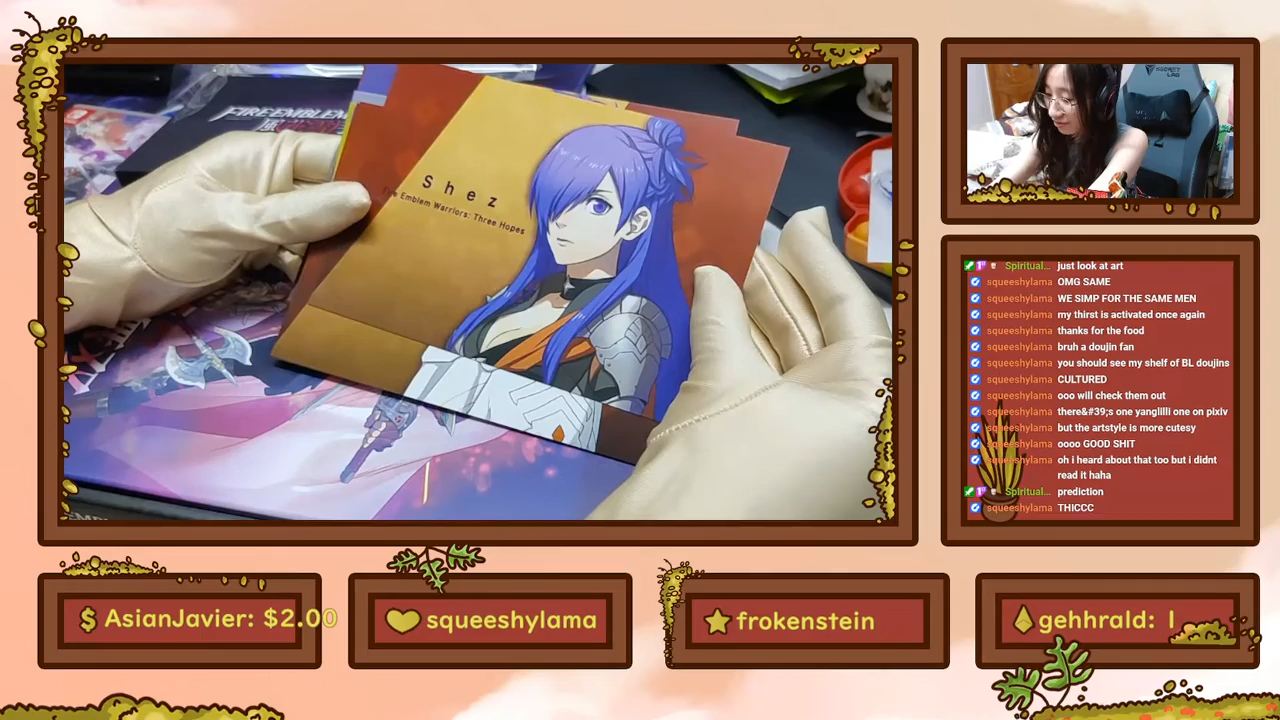 FIRE EMBLEM
Shez
Fire Emblem Warriors: Three Hopes
SECRET
LAB
Spiritual... just look at art
squeeshylama OMG SAME
squeeshylama WE SIMP FOR THE SAME MEN
squeeshylama my thirst is activated once again
squeeshylama thanks for the food
squeeshylama bruh a doujin fan
squeeshylama you should see my shelf of BL doujins
squeeshylama CULTURED
squeeshylama ooo will check them out
squeeshylama there&#39;s one yanglilli one on pixiv
squeeshylama but the artstyle is more cutesy
squeeshylama oooo GOOD SHIT
squeeshylama oh i heard about that too but i didnt
read it haha
Spiritual... prediction
squeeshylama THICCC
$ AsianJavier: $2.00
squeeshylama
frokenstein
gehhrald: 1